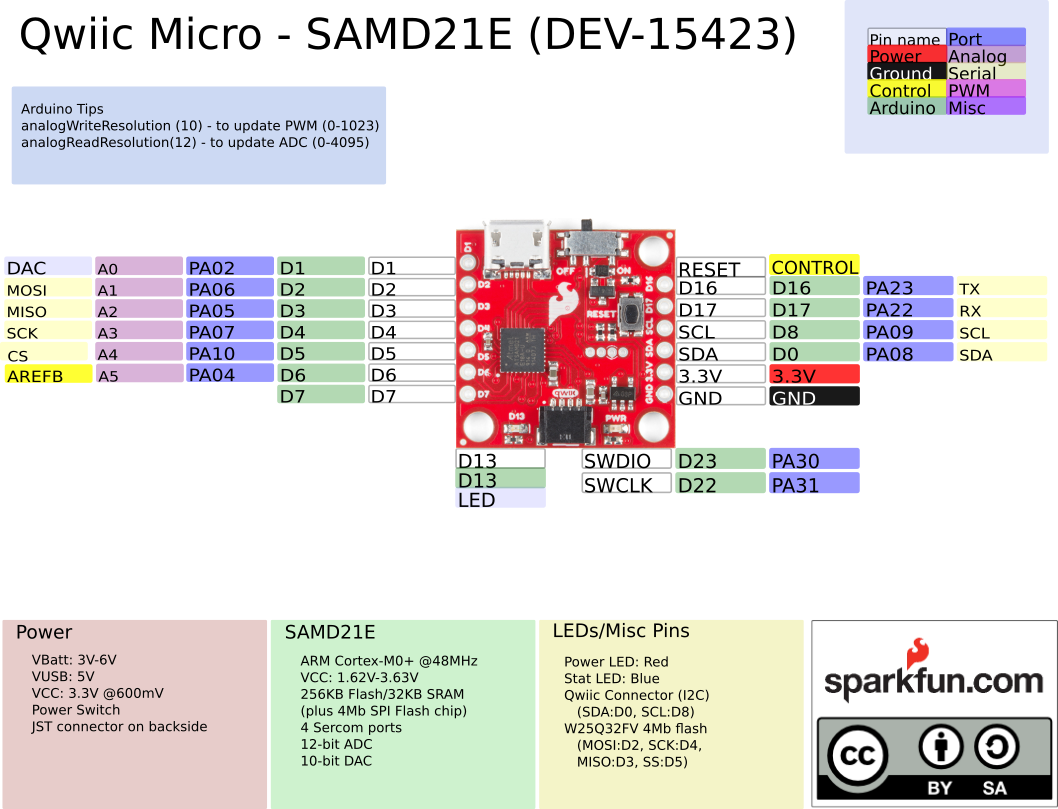 Qwiic Micro - SAMD21E (DEV-15423)
Pin name Port
Power Analog
Ground Serial
Control PWM
Arduino Misc
Arduino Tips
analogWriteResolution (10) - to update PWM (0-1023)
analogReadResolution(12) - to update ADC (0-4095)
DAC A0 PA02 D1 D1
MOSI A1 PA06 D2 D2
MISO A2 PA05 D3 D3
SCK A3 PA07 D4 D4
CS A4 PA10 D5 D5
AREFB A5 PA04 D6 D6
D7 D7
D1
D2
D3
D4
D5
D6
D7
OFF ON
RESET
D16
D17
SCL
SDA
3.3V
GND
qwiic
D13
PWR
RESET CONTROL
D16 D16 PA23 TX
D17 D17 PA22 RX
SCL D8 PA09 SCL
SDA D0 PA08 SDA
3.3V 3.3V
GND GND
D13
D13
LED
SWDIO D23 PA30
SWCLK D22 PA31
Power
VBatt: 3V-6V
VUSB: 5V
VCC: 3.3V @600mV
Power Switch
JST connector on backside
SAMD21E
ARM Cortex-M0+ @48MHz
VCC: 1.62V-3.63V
256KB Flash/32KB SRAM
(plus 4Mb SPI Flash chip)
4 Sercom ports
12-bit ADC
10-bit DAC
LEDs/Misc Pins
Power LED: Red
Stat LED: Blue
Qwiic Connector (I2C)
(SDA:D0, SCL:D8)
W25Q32FV 4Mb flash
(MOSI:D2, SCK:D4,
MISO:D3, SS:D5)
sparkfun.com
cc
BY SA